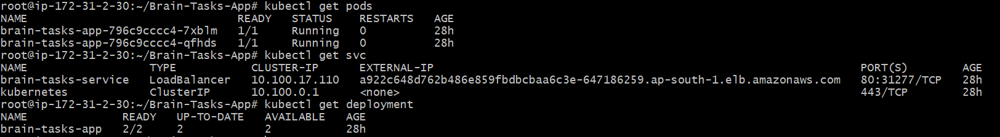 root@ip-172-31-2-30:~/Brain-Tasks-App# kubectl get pods
NAME READY STATUS RESTARTS AGE
brain-tasks-app-796c9cccc4-7xblm 1/1 Running 0 28h
brain-tasks-app-796c9cccc4-qfhds 1/1 Running 0 28h
root@ip-172-31-2-30:~/Brain-Tasks-App# kubectl get svc
NAME TYPE CLUSTER-IP EXTERNAL-IP PORT(S) AGE
brain-tasks-service LoadBalancer 10.100.17.110 a922c648d762b486e859fbdbcbaa6c3e-647186259.ap-south-1.elb.amazonaws.com 80:31277/TCP 28h
kubernetes ClusterIP 10.100.0.1 <none> 443/TCP 28h
root@ip-172-31-2-30:~/Brain-Tasks-App# kubectl get deployment
NAME READY UP-TO-DATE AVAILABLE AGE
brain-tasks-app 2/2 2 2 28h